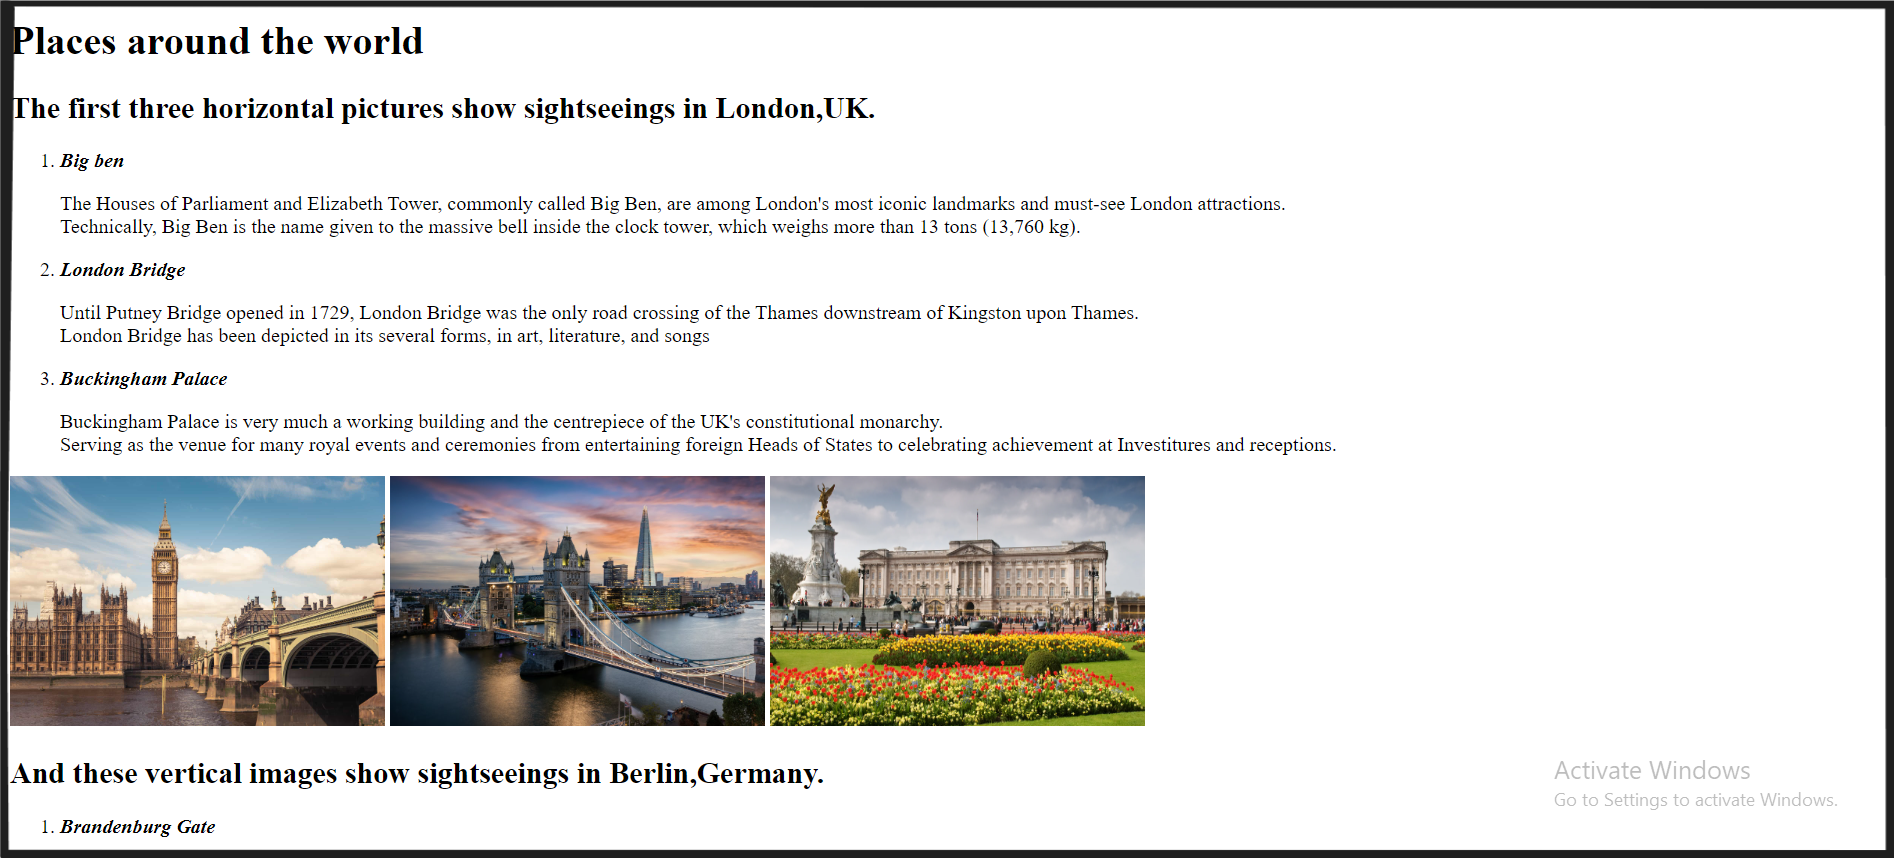 Places around the world
The first three horizontal pictures show sightseeings in London,UK.
1. Big ben
The Houses of Parliament and Elizabeth Tower, commonly called Big Ben, are among London's most iconic landmarks and must-see London attractions.
Technically, Big Ben is the name given to the massive bell inside the clock tower, which weighs more than 13 tons (13,760 kg).
2. London Bridge
Until Putney Bridge opened in 1729, London Bridge was the only road crossing of the Thames downstream of Kingston upon Thames.
London Bridge has been depicted in its several forms, in art, literature, and songs
3. Buckingham Palace
Buckingham Palace is very much a working building and the centrepiece of the UK's constitutional monarchy.
Serving as the venue for many royal events and ceremonies from entertaining foreign Heads of States to celebrating achievement at Investitures and receptions.
And these vertical images show sightseeings in Berlin,Germany.
Activate Windows
Go to Settings to activate Windows.
1. Brandenburg Gate